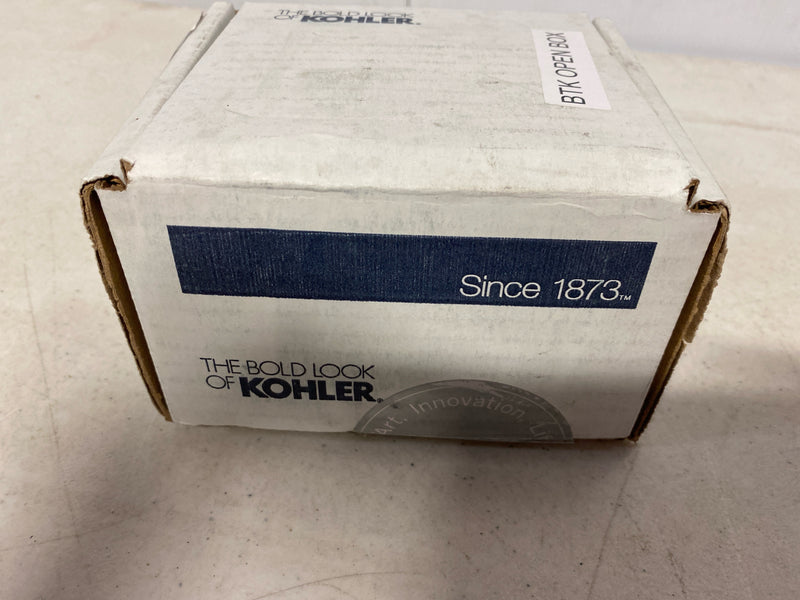 THE BOLD LOOK
OF KOHLER®
BTK OPEN BOX
Since 1873™
THE BOLD LOOK
OF KOHLER®
Art. Innovation.